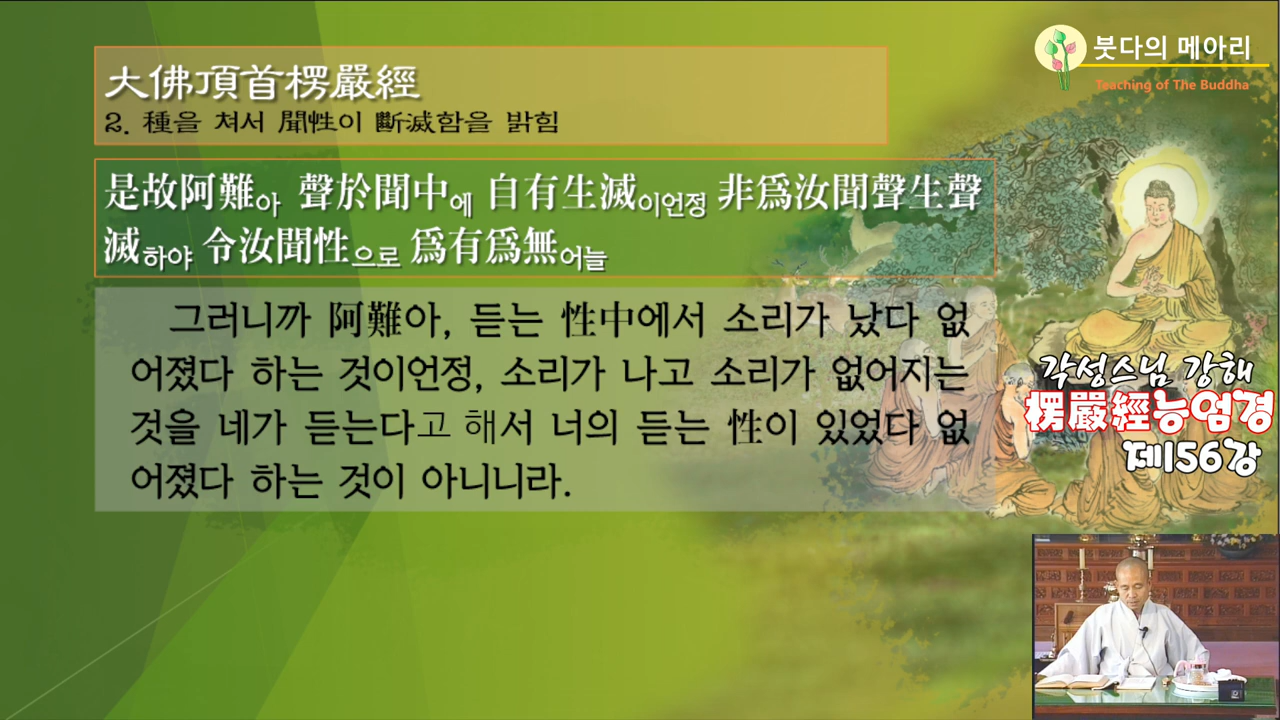 大佛頂首楞嚴經
2. 種을 쳐서 聞性이 斷滅함을 밝힘
是故阿難아 聲於聞中에 自有生滅이언정 非爲汝聞聲生聲
滅하야 令汝聞性으로 爲有爲無어늘
그러니까 阿難아, 듣는 性中에서 소리가 났다 없
어졌다 하는 것이언정, 소리가 나고 소리가 없어지는
것을 네가 듣는다고 해서 너의 듣는 性이 있었다 없
어졌다 하는 것이 아니니라.
붓다의 메아리
Teaching of The Buddha
각성스님 강해
楞嚴經능엄경
제156강